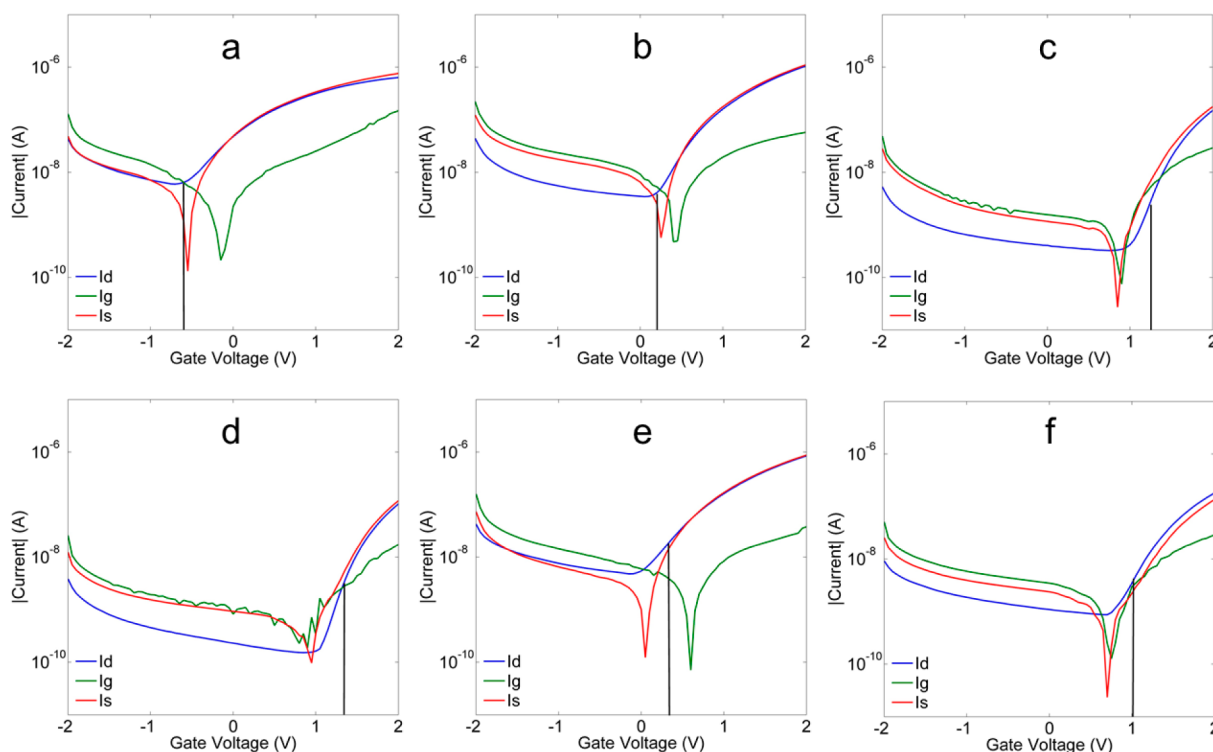 a
b
c
|Current| (A)
10^-6
10^-8
10^-10
Id
Ig
Is
-2 -1 0 1 2
Gate Voltage (V)
|Current| (A)
10^-6
10^-8
10^-10
Id
Ig
Is
-2 -1 0 1 2
Gate Voltage (V)
|Current| (A)
10^-6
10^-8
10^-10
Id
Ig
Is
-2 -1 0 1 2
Gate Voltage (V)
d
e
f
|Current| (A)
10^-6
10^-8
10^-10
Id
Ig
Is
-2 -1 0 1 2
Gate Voltage (V)
|Current| (A)
10^-6
10^-8
10^-10
Id
Ig
Is
-2 -1 0 1 2
Gate Voltage (V)
|Current| (A)
10^-6
10^-8
10^-10
Id
Ig
Is
-2 -1 0 1 2
Gate Voltage (V)